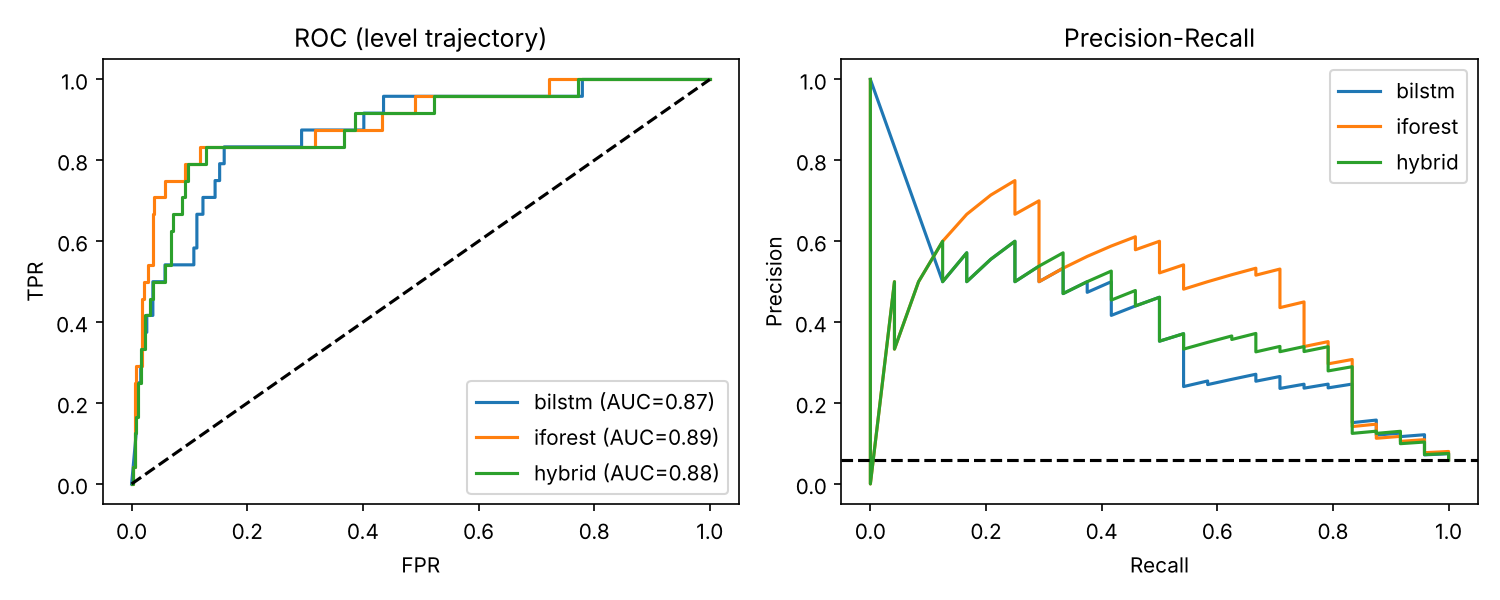 ROC (level trajectory)
TPR
1.0
0.8
0.6
0.4
0.2
0.0
0.0 0.2 0.4 0.6 0.8 1.0
FPR
bilstm (AUC=0.87)
iforest (AUC=0.89)
hybrid (AUC=0.88)
Precision-Recall
Precision
1.0
0.8
0.6
0.4
0.2
0.0
0.0 0.2 0.4 0.6 0.8 1.0
Recall
bilstm
iforest
hybrid